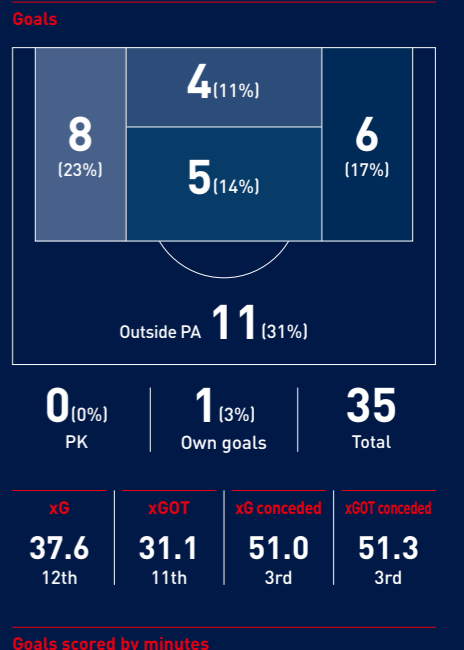 Goals
4(11%)
8
(23%)
6
(17%)
5(14%)
Outside PA 11(31%)
0(0%)
PK
1(3%)
Own goals
35
Total
xG
37.6
12th
xGOT
31.1
11th
xG conceded
51.0
3rd
xGOT conceded
51.3
3rd
Goals scored by minutes